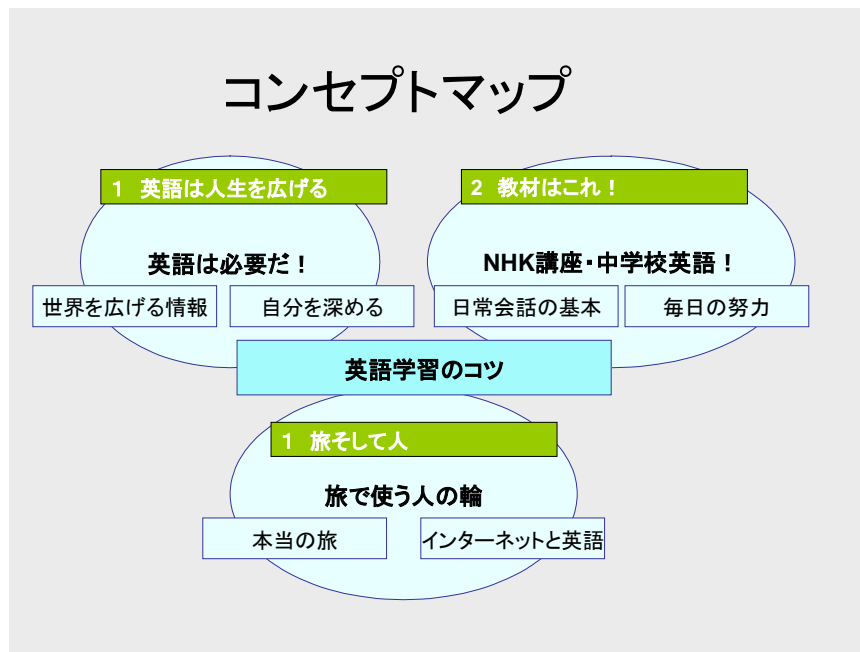 コンセプトマップ
1 英語は人生を広げる
英語は必要だ!
世界を広げる情報
自分を深める
2 教材はこれ!
NHK講座・中学校英語!
日常会話の基本
毎日の努力
英語学習のコツ
1 旅そして人
旅で使う人の輪
本当の旅
インターネットと英語